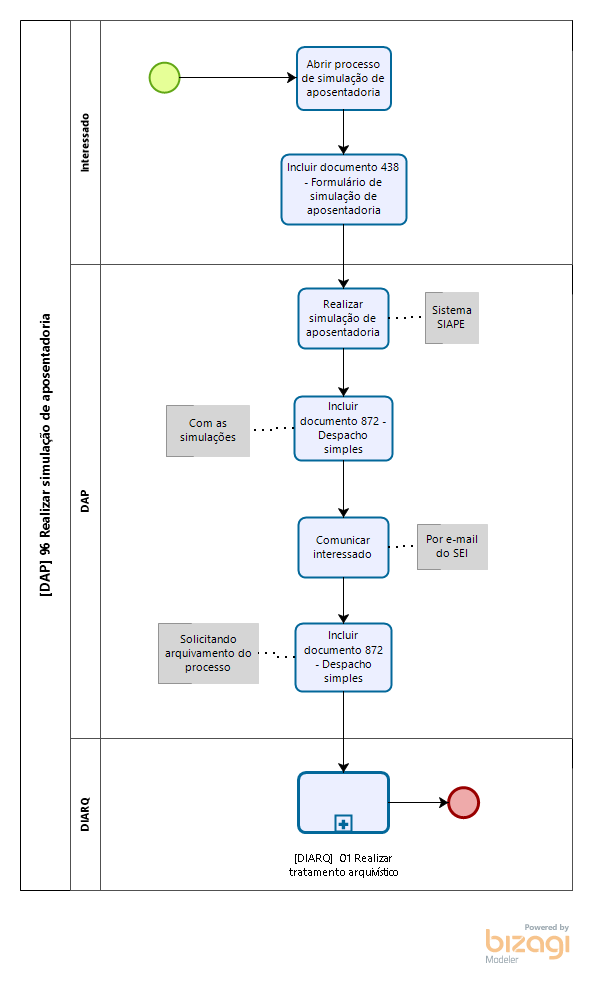 [DAP] 96 Realizar simulação de aposentadoria
Interessado
Abrir processo
de simulação de
aposentadoria
Incluir documento 438
- Formulário de
simulação de
aposentadoria
DAP
Realizar
simulação de
aposentadoria
Sistema
SIAPE
Incluir
documento 872 -
Despacho
simples
Com as
simulações
Comunicar
interessado
Por e-mail
do SEI
Incluir
documento 872
- Despacho
simples
Solicitando
arquivamento do
processo
DIARQ
[DIARQ] 01 Realizar
tratamento arquivístico
Powered by
bizagi
Modeler